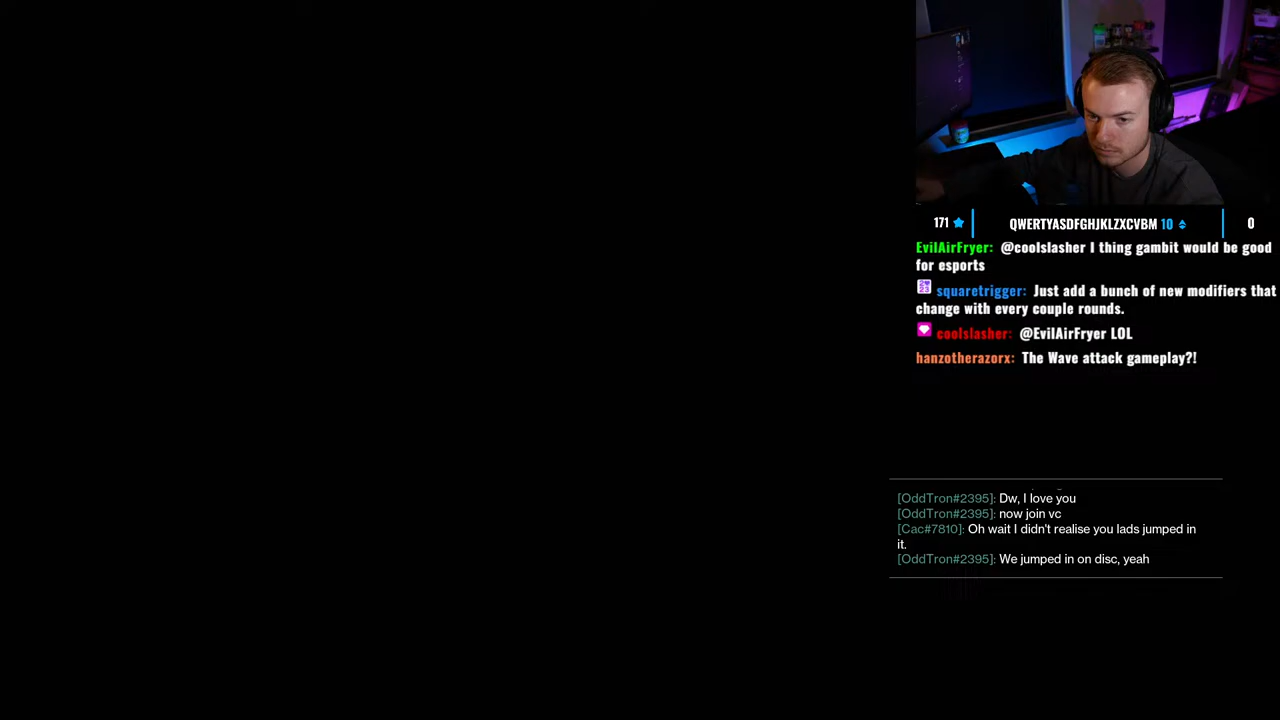 171
QWERTYASDFGHJKLZXCVBM 10
0
EvilAirFryer: @coolslasher I thing gambit would be good
for esports
squaretrigger: Just add a bunch of new modifiers that
change with every couple rounds.
coolslasher: @EvilAirFryer LOL
hanzotherazorx: The Wave attack gameplay?!
[OddTron#2395]: Dw, I love you
[OddTron#2395]: now join vc
[Cac#7810]: Oh wait I didn't realise you lads jumped in
it.
[OddTron#2395]: We jumped in on disc, yeah